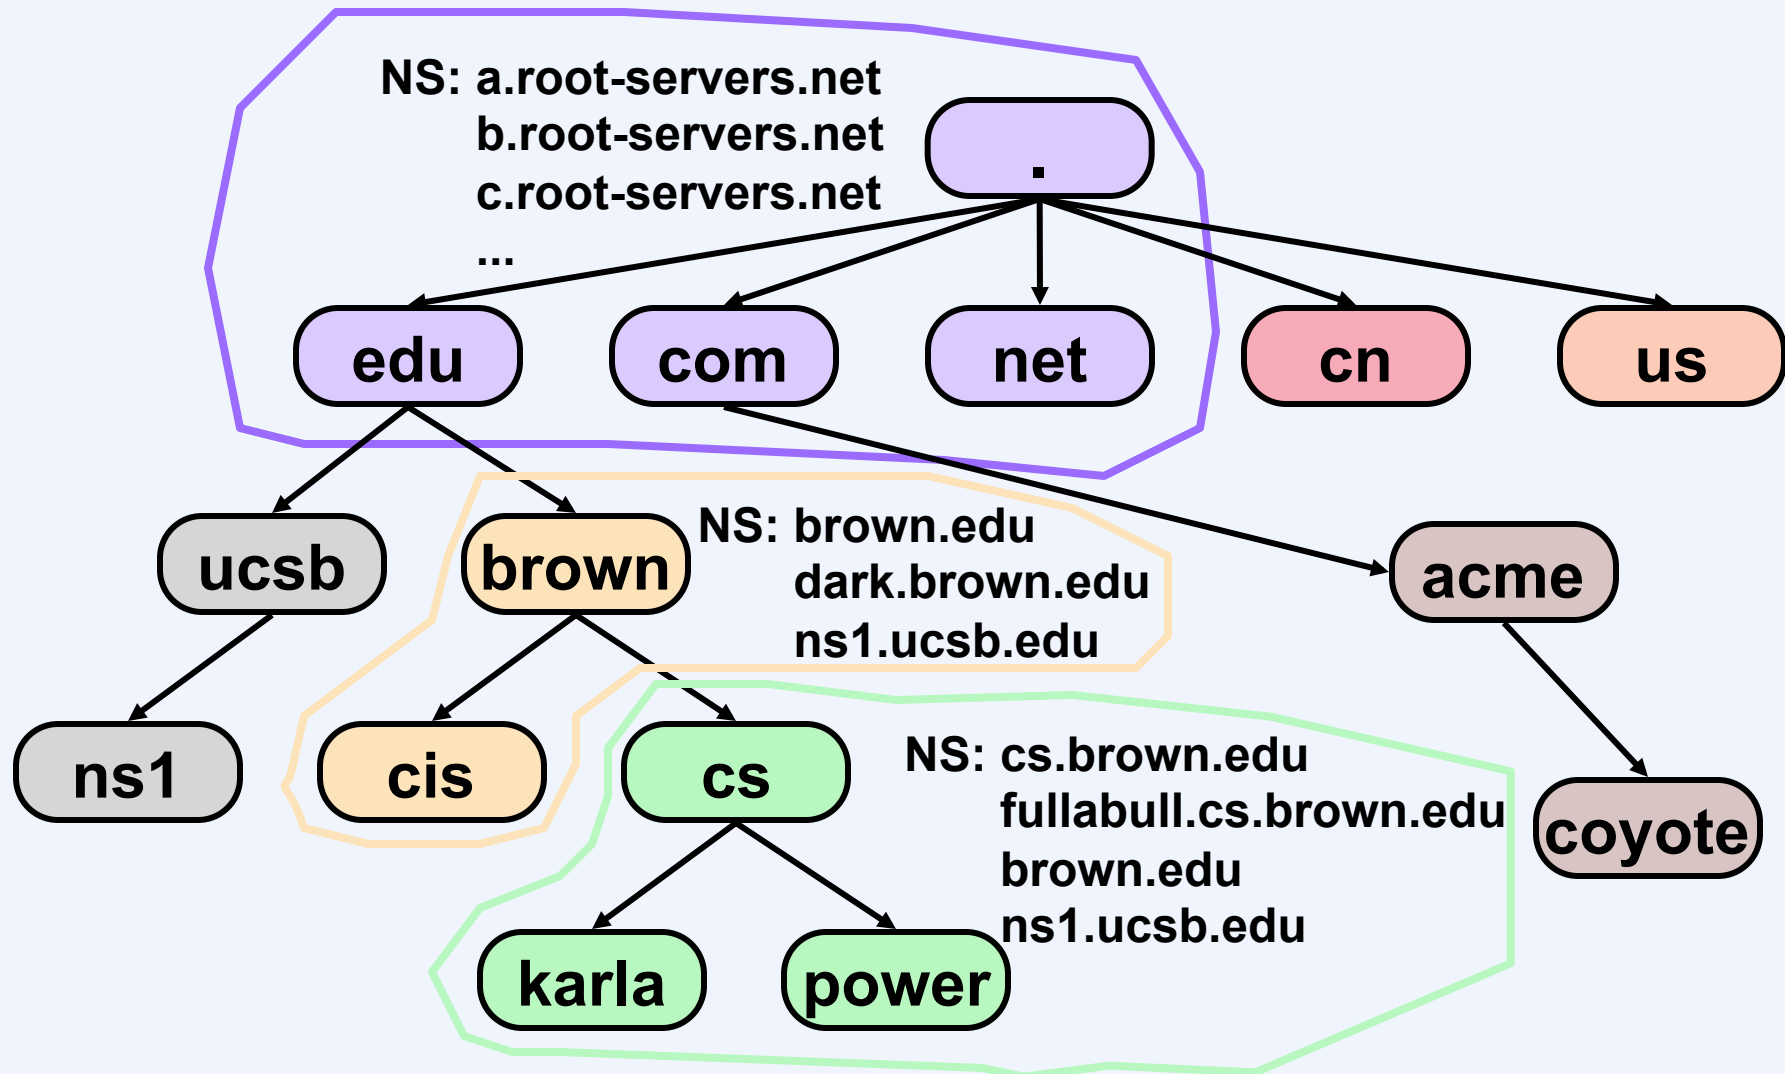 NS: a.root-servers.net
b.root-servers.net
c.root-servers.net
...
.
edu
com
net
cn
us
NS: brown.edu
dark.brown.edu
ns1.ucsb.edu
ucsb
brown
acme
ns1
cis
cs
NS: cs.brown.edu
fullabull.cs.brown.edu
brown.edu
ns1.ucsb.edu
coyote
karla
power